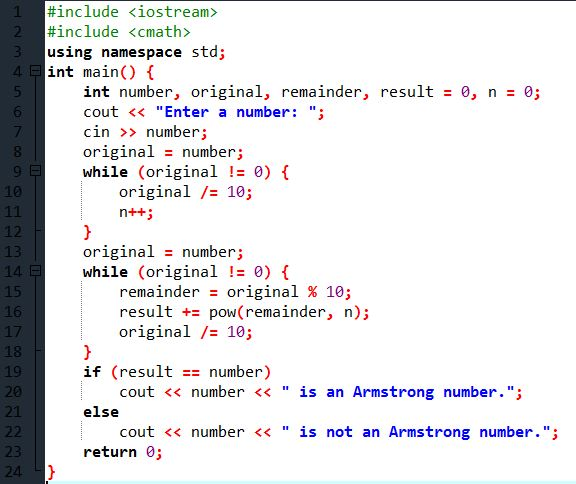 1 #include <iostream>
2 #include <cmath>
3 using namespace std;
4 int main() {
5     int number, original, remainder, result = 0, n = 0;
6     cout << "Enter a number: ";
7     cin >> number;
8     original = number;
9     while (original != 0) {
10         original /= 10;
11         n++;
12     }
13     original = number;
14     while (original != 0) {
15         remainder = original % 10;
16         result += pow(remainder, n);
17         original /= 10;
18     }
19     if (result == number)
20         cout << number << " is an Armstrong number.";
21     else
22         cout << number << " is not an Armstrong number.";
23     return 0;
24 }